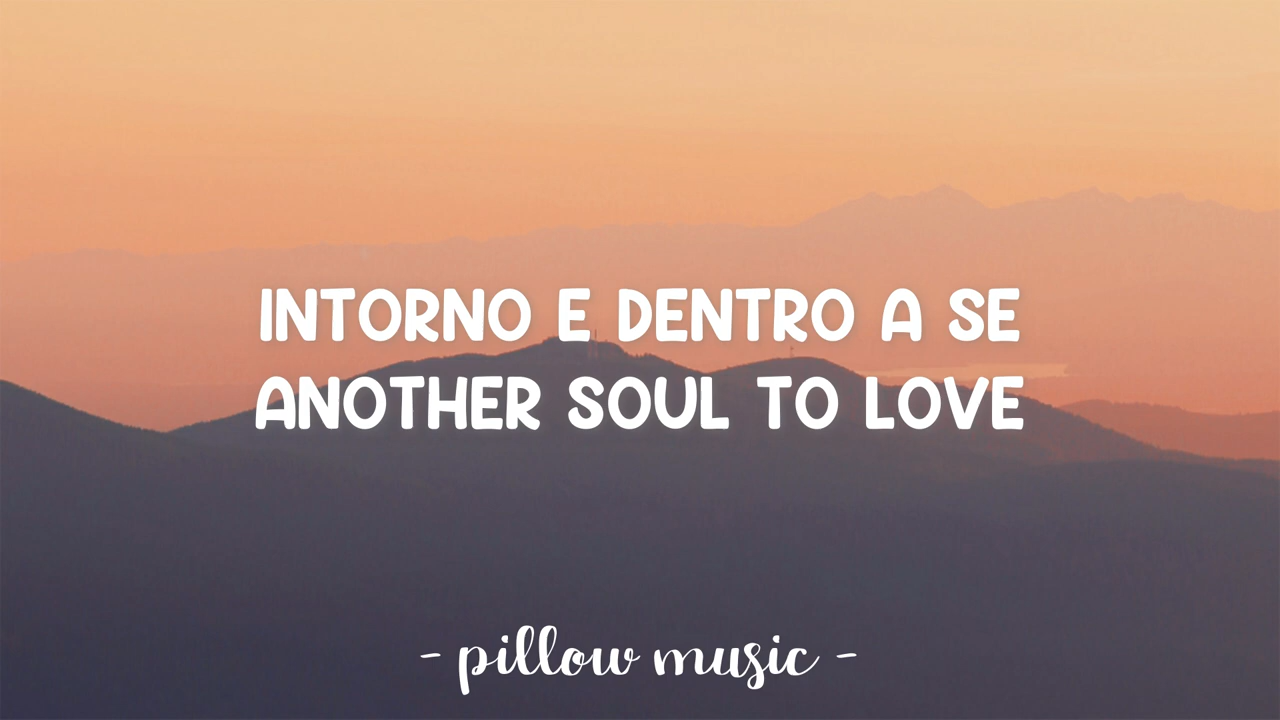 INTORNO E DENTRO A SE
ANOTHER SOUL TO LOVE
- pillow music -